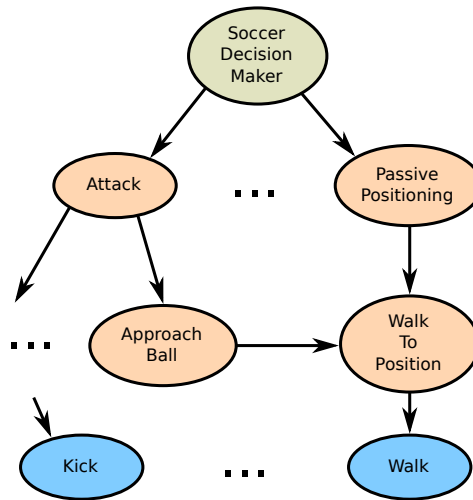 Soccer
Decision
Maker
Attack
...
Passive
Positioning
...
Approach
Ball
Walk
To
Position
Kick
...
Walk